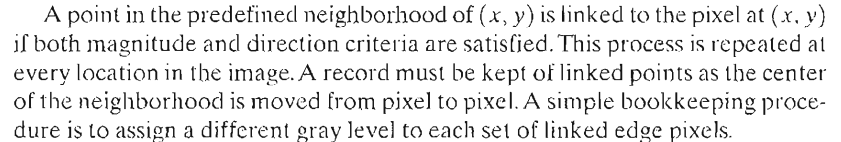 A point in the predefined neighborhood of (x, y) is linked to the pixel at (x, y)
if both magnitude and direction criteria are satisfied. This process is repeated at
every location in the image. A record must be kept of linked points as the center
of the neighborhood is moved from pixel to pixel. A simple bookkeeping proce-
dure is to assign a different gray level to each set of linked edge pixels.